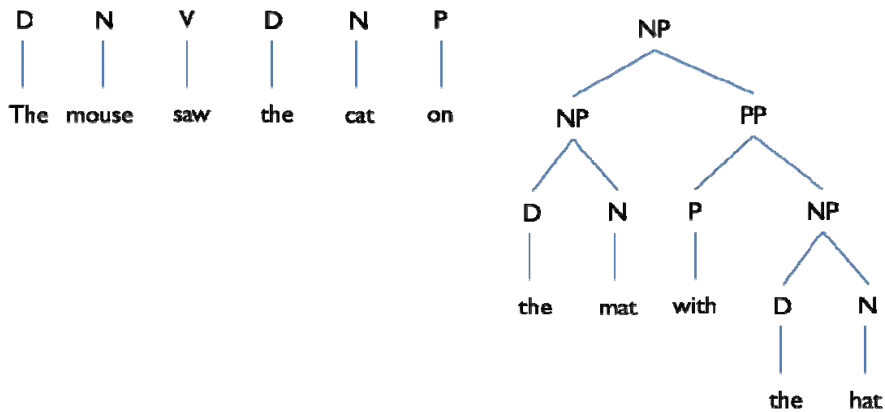 D N V D N P NP
The mouse saw the cat on NP PP
D N P NP
the mat with D N
the hat